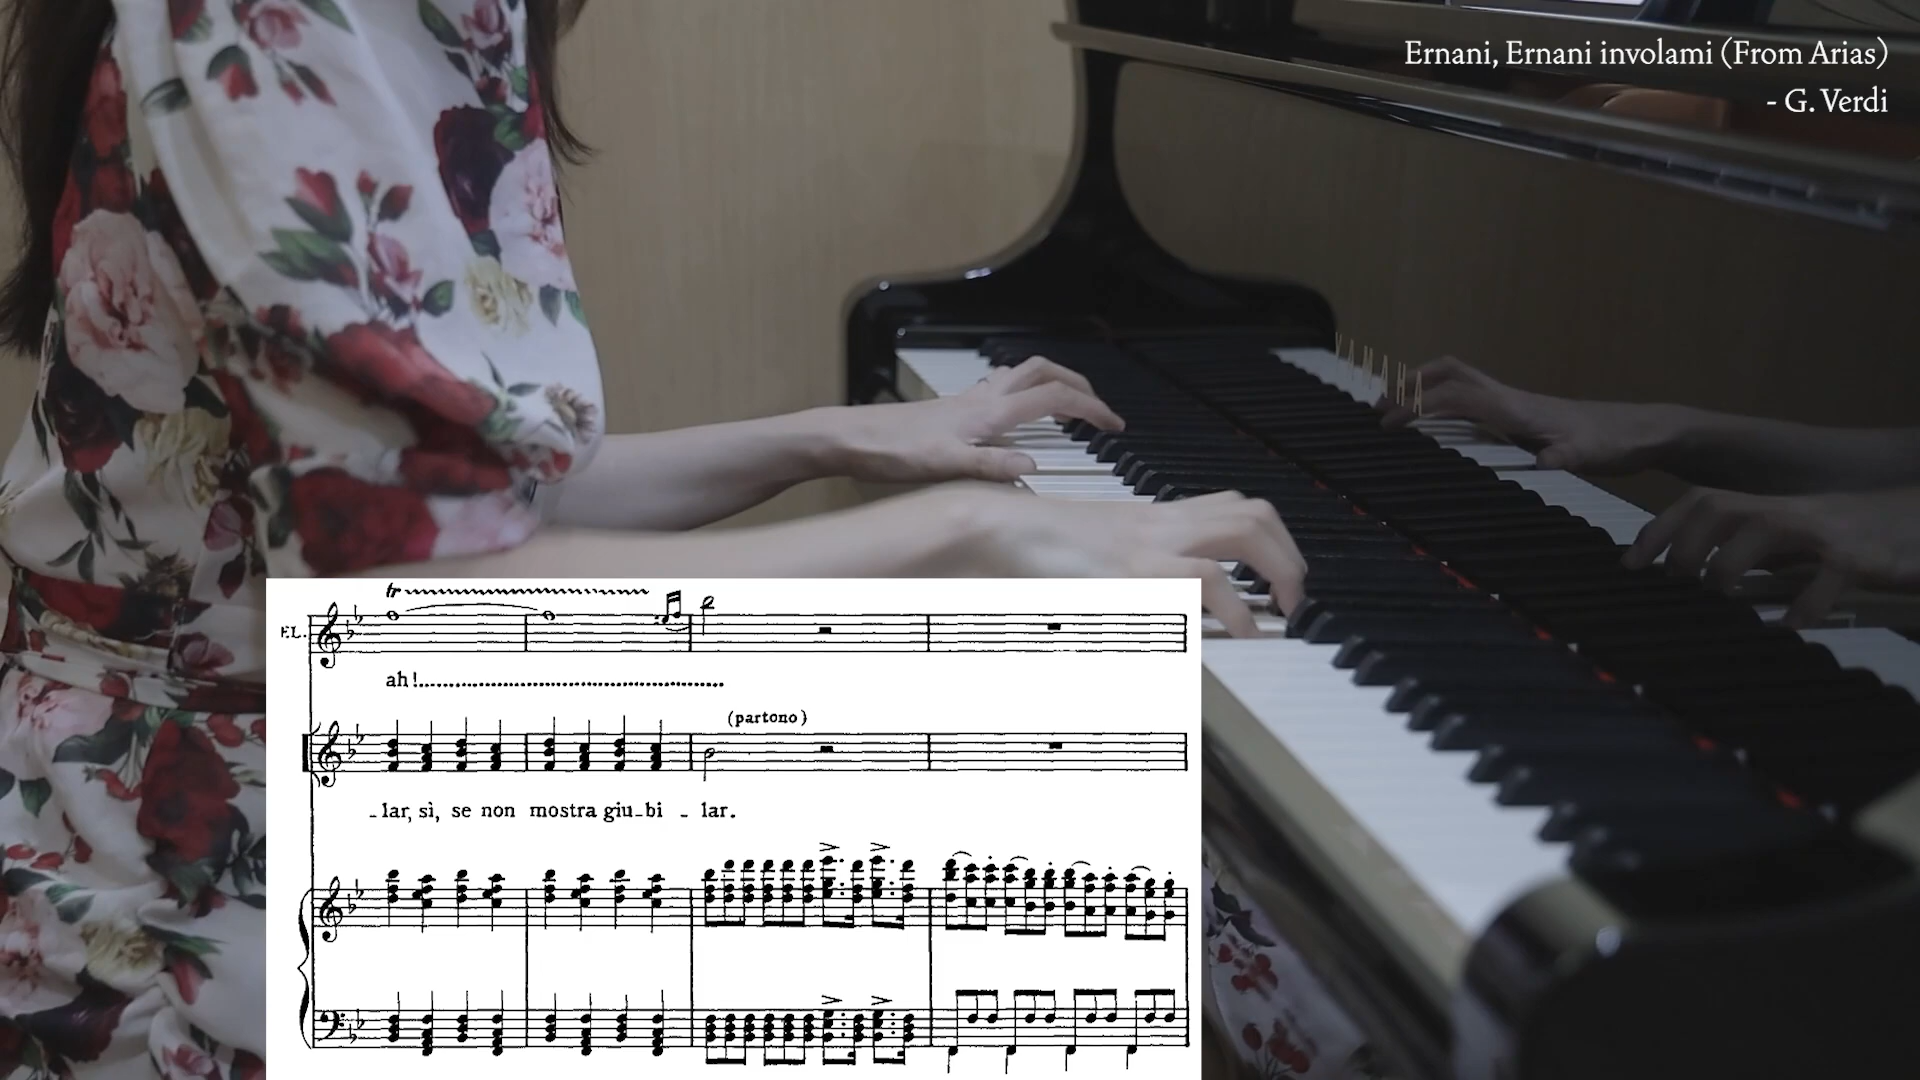 Ernani, Ernani involami (From Arias)
- G. Verdi
YAMAHA
tr
EL.
ah!
(partono)
- lar, sì, se non mostra giu - bi - lar.